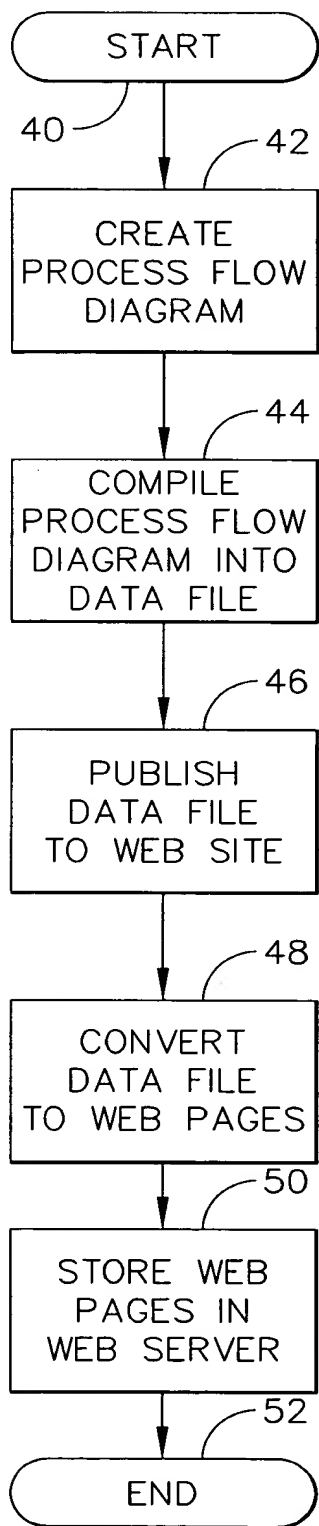 START
40
42
CREATE
PROCESS FLOW
DIAGRAM
44
COMPILE
PROCESS FLOW
DIAGRAM INTO
DATA FILE
46
PUBLISH
DATA FILE
TO WEB SITE
48
CONVERT
DATA FILE
TO WEB PAGES
50
STORE WEB
PAGES IN
WEB SERVER
52
END